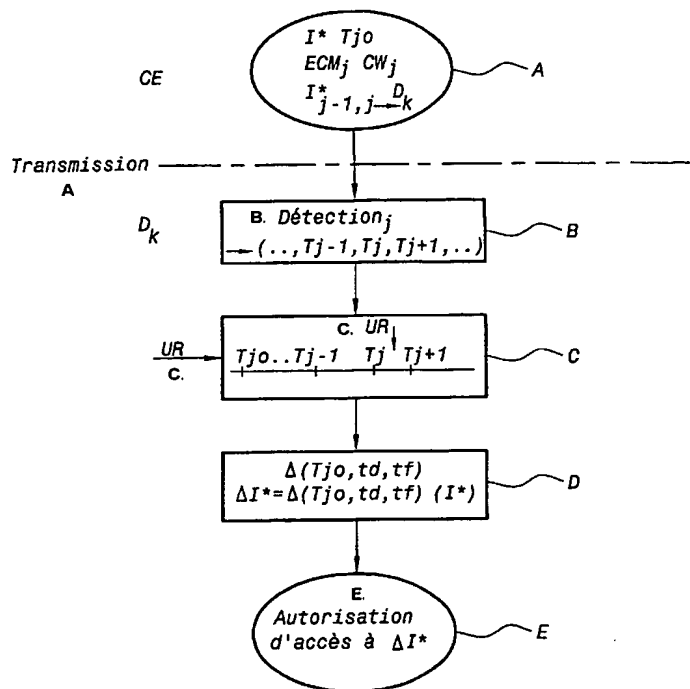 I* Tjo
ECMj CWj
I*j-1,j→Dk
A
CE
Transmission
A
Dk
B. Détectionj
→(..,Tj-1,Tj,Tj+1,..)
B
C. UR
UR
C.
Tjo..Tj-1 Tj Tj+1
C
Δ(Tjo,td,tf)
ΔI*=Δ(Tjo,td,tf) (I*)
D
E.
Autorisation
d'accès à ΔI*
E